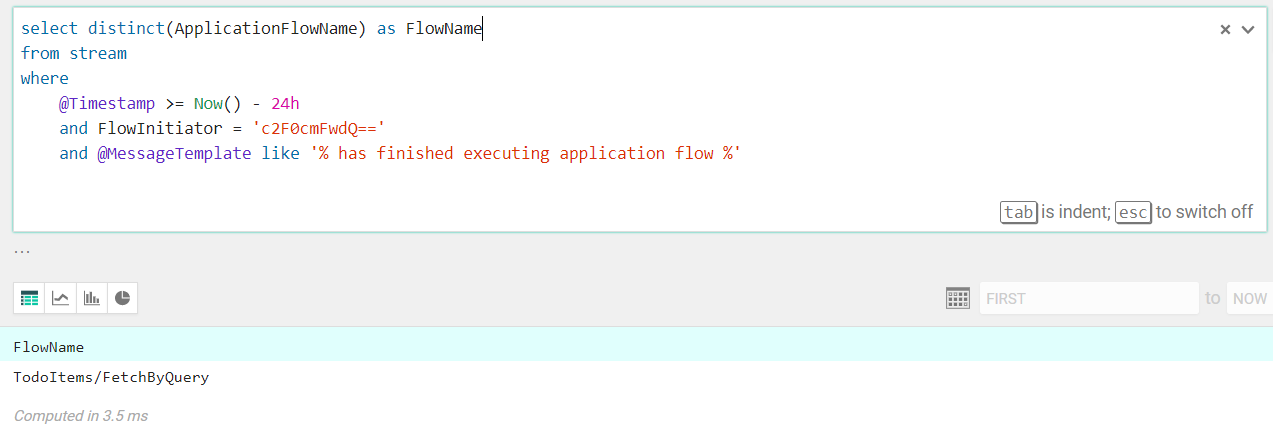 select distinct(ApplicationFlowName) as FlowName
from stream
where
@Timestamp >= Now() - 24h
and FlowInitiator = 'c2F0cmFwdQ=='
and @MessageTemplate like '% has finished executing application flow %'
tab is indent; esc to switch off
...
FIRST to NOW
FlowName
TodoItems/FetchByQuery
Computed in 3.5 ms